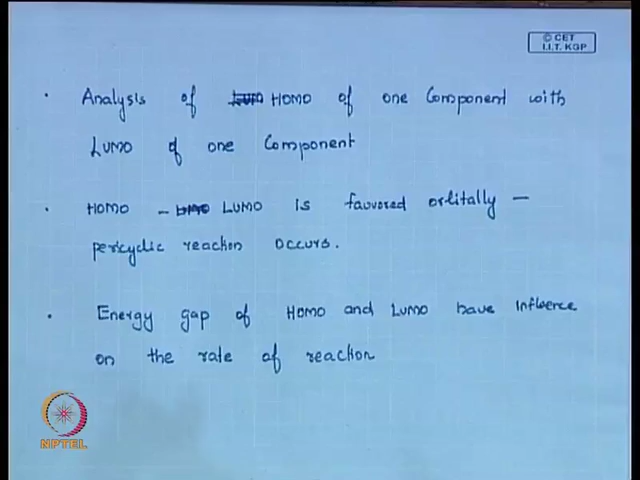 © CET
I.I.T. KGP
· Analysis of HOMO of one Component with
LUMO of one Component
· HOMO - LUMO is favored orbitally —
pericyclic reaction occurs.
· Energy gap of HOMO and LUMO have influence
on the rate of reaction
NPTEL